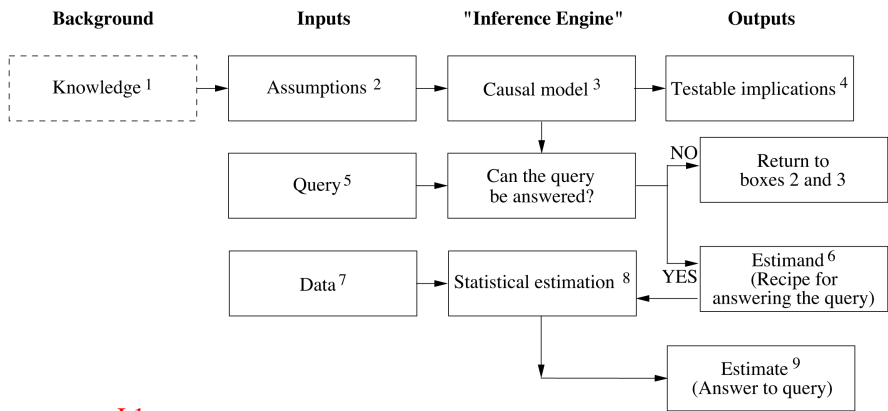 Background Inputs "Inference Engine" Outputs
Knowledge 1 Assumptions 2 Causal model 3 Testable implications 4
Query 5
Can the query
be answered?
NO
Return to
boxes 2 and 3
YES
Estimand 6
(Recipe for
answering the query)
Data 7 Statistical estimation 8
Estimate 9
(Answer to query)